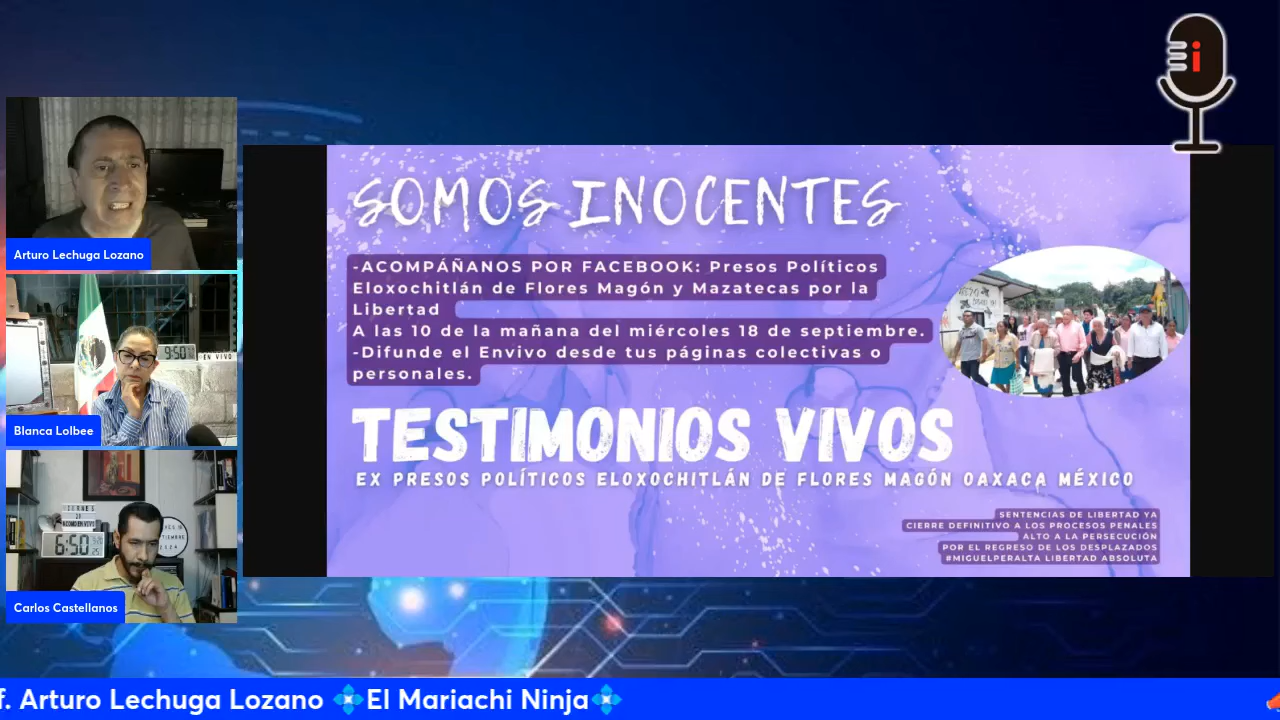 i
SOMOS INOCENTES
-ACOMPÁÑANOS POR FACEBOOK: Presos Políticos
Eloxochitlán de Flores Magón y Mazatecas por la
Libertad
A las 10 de la mañana del miércoles 18 de septiembre.
-Difunde el Envivo desde tus páginas colectivas o
personales.
TESTIMONIOS VIVOS
EX PRESOS POLÍTICOS ELOXOCHITLÁN DE FLORES MAGÓN OAXACA MÉXICO
SENTENCIAS DE LIBERTAD YA
CIERRE DEFINITIVO A LOS PROCESOS PENALES
ALTO A LA PERSECUCIÓN
POR EL REGRESO DE LOS DESPLAZADOS
#MIGUELPERALTA LIBERTAD ABSOLUTA
Arturo Lechuga Lozano
9:50
EN VIVO
Blanca Lolbee
6:50
Carlos Castellanos
f. Arturo Lechuga Lozano 💠El Mariachi Ninja💠